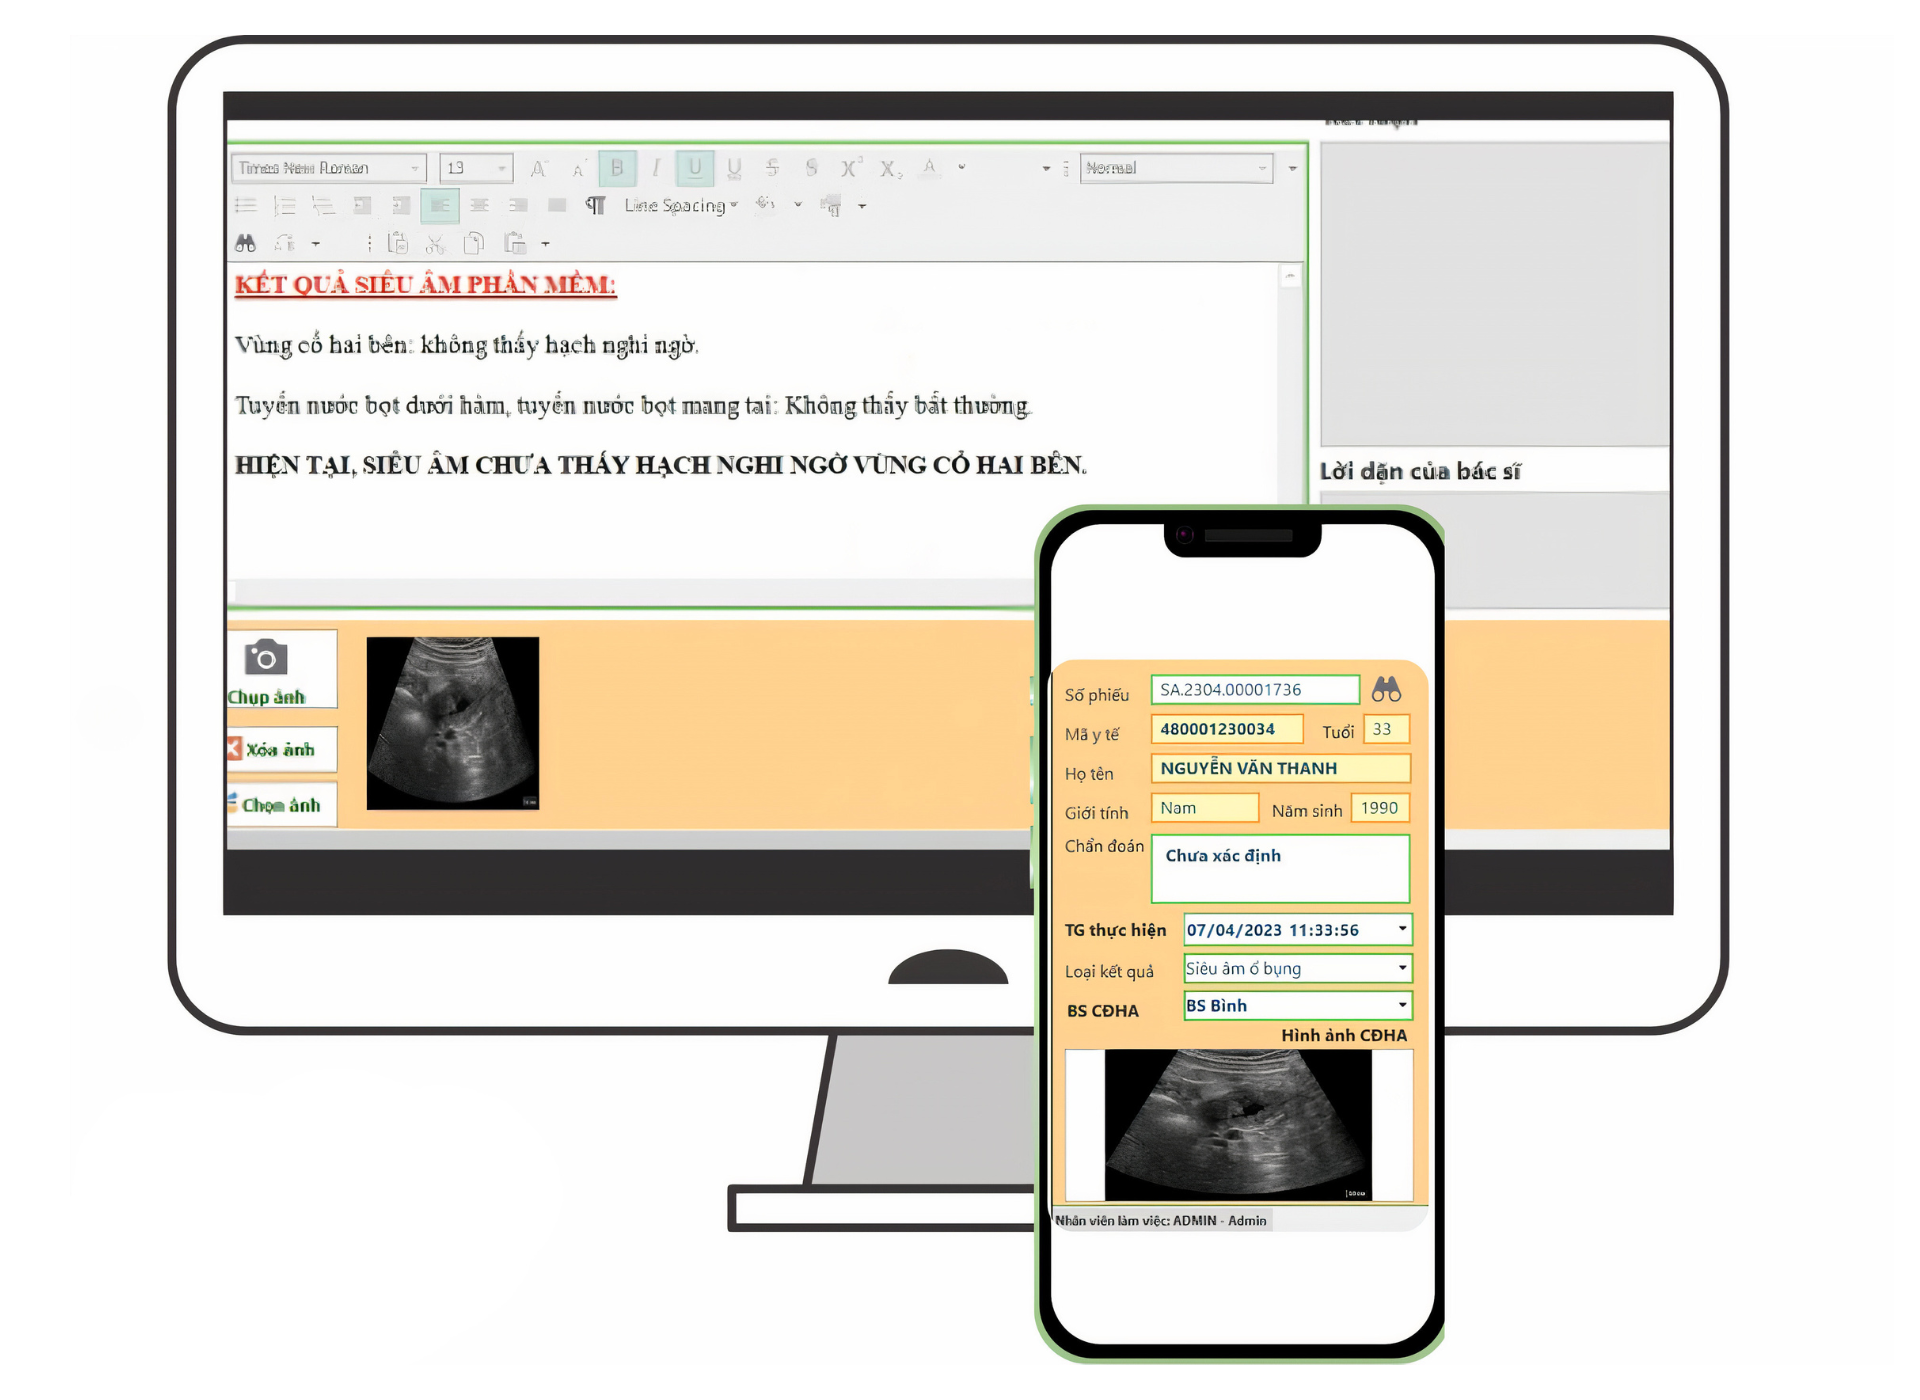 Times New Roman 13 Normal
Line Spacing
KẾT QUẢ SIÊU ÂM PHẦN MỀM:
Vùng cổ hai bên: không thấy hạch nghi ngờ.
Tuyến nước bọt dưới hàm, tuyến nước bọt mang tai: Không thấy bất thường.
HIỆN TẠI, SIÊU ÂM CHƯA THẤY HẠCH NGHI NGỜ VÙNG CỔ HAI BÊN.
Lời dặn của bác sĩ
Chụp ảnh
Xóa ảnh
Chọn ảnh
Số phiếu SA.2304.00001736
Mã y tế 480001230034 Tuổi 33
Họ tên NGUYỄN VĂN THANH
Giới tính Nam Năm sinh 1990
Chẩn đoán Chưa xác định
TG thực hiện 07/04/2023 11:33:56
Loại kết quả Siêu âm ổ bụng
BS CĐHA BS Bình
Hình ảnh CĐHA
Nhân viên làm việc: ADMIN - Admin